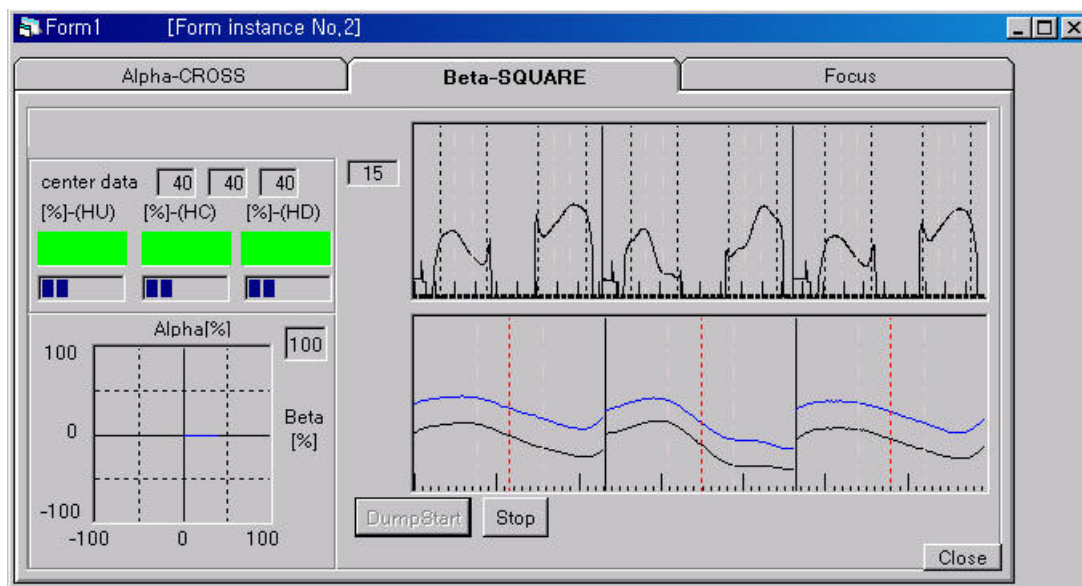 Form1 [Form instance No,2]
Alpha-CROSS Beta-SQUARE Focus
center data 40 40 40
15
[%]-(HU) [%]-(HC) [%]-(HD)
Alpha[%]
100
100
0
Beta
[%]
-100
-100 0 100
DumpStart Stop
Close